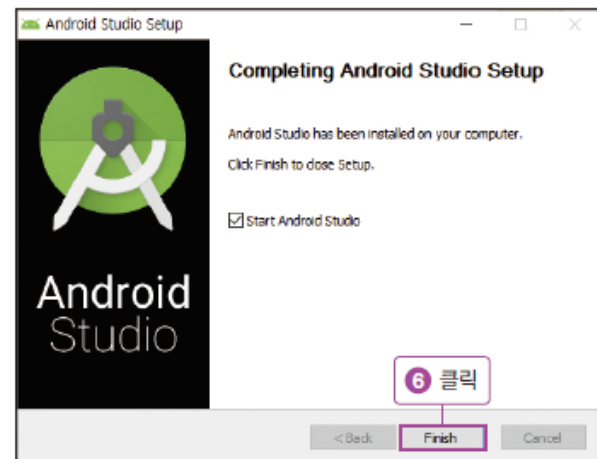 Android Studio Setup
Completing Android Studio Setup
Android Studio has been installed on your computer.
Click Finish to close Setup.
Start Android Studio
Android
Studio
6 클릭
< Back
Finish
Cancel